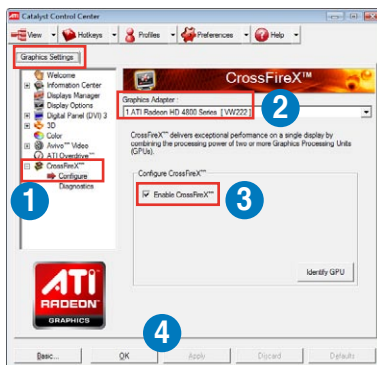 Catalyst Control Center
View Hotkeys Profiles Preferences Help
Graphics Settings
Welcome
Information Center
Displays Manager
Display Options
Digital Panel (DVI) 3
3D
Color
Avivo™ Video
ATI Overdrive™
CrossFireX™
Configure
Diagnostics
1
CrossFireX™
Graphics Adapter:
1 ATI Radeon HD 4800 Series [ VW222 ]
2
CrossFireX™ delivers exceptional performance on a single display by
combining the processing power of two or more Graphics Processing Units
(GPUs).
Configure CrossFireX™
Enable CrossFireX™
3
Identify GPU
ATI
RADEON
GRAPHICS
4
Basic... OK Apply Discard Defaults